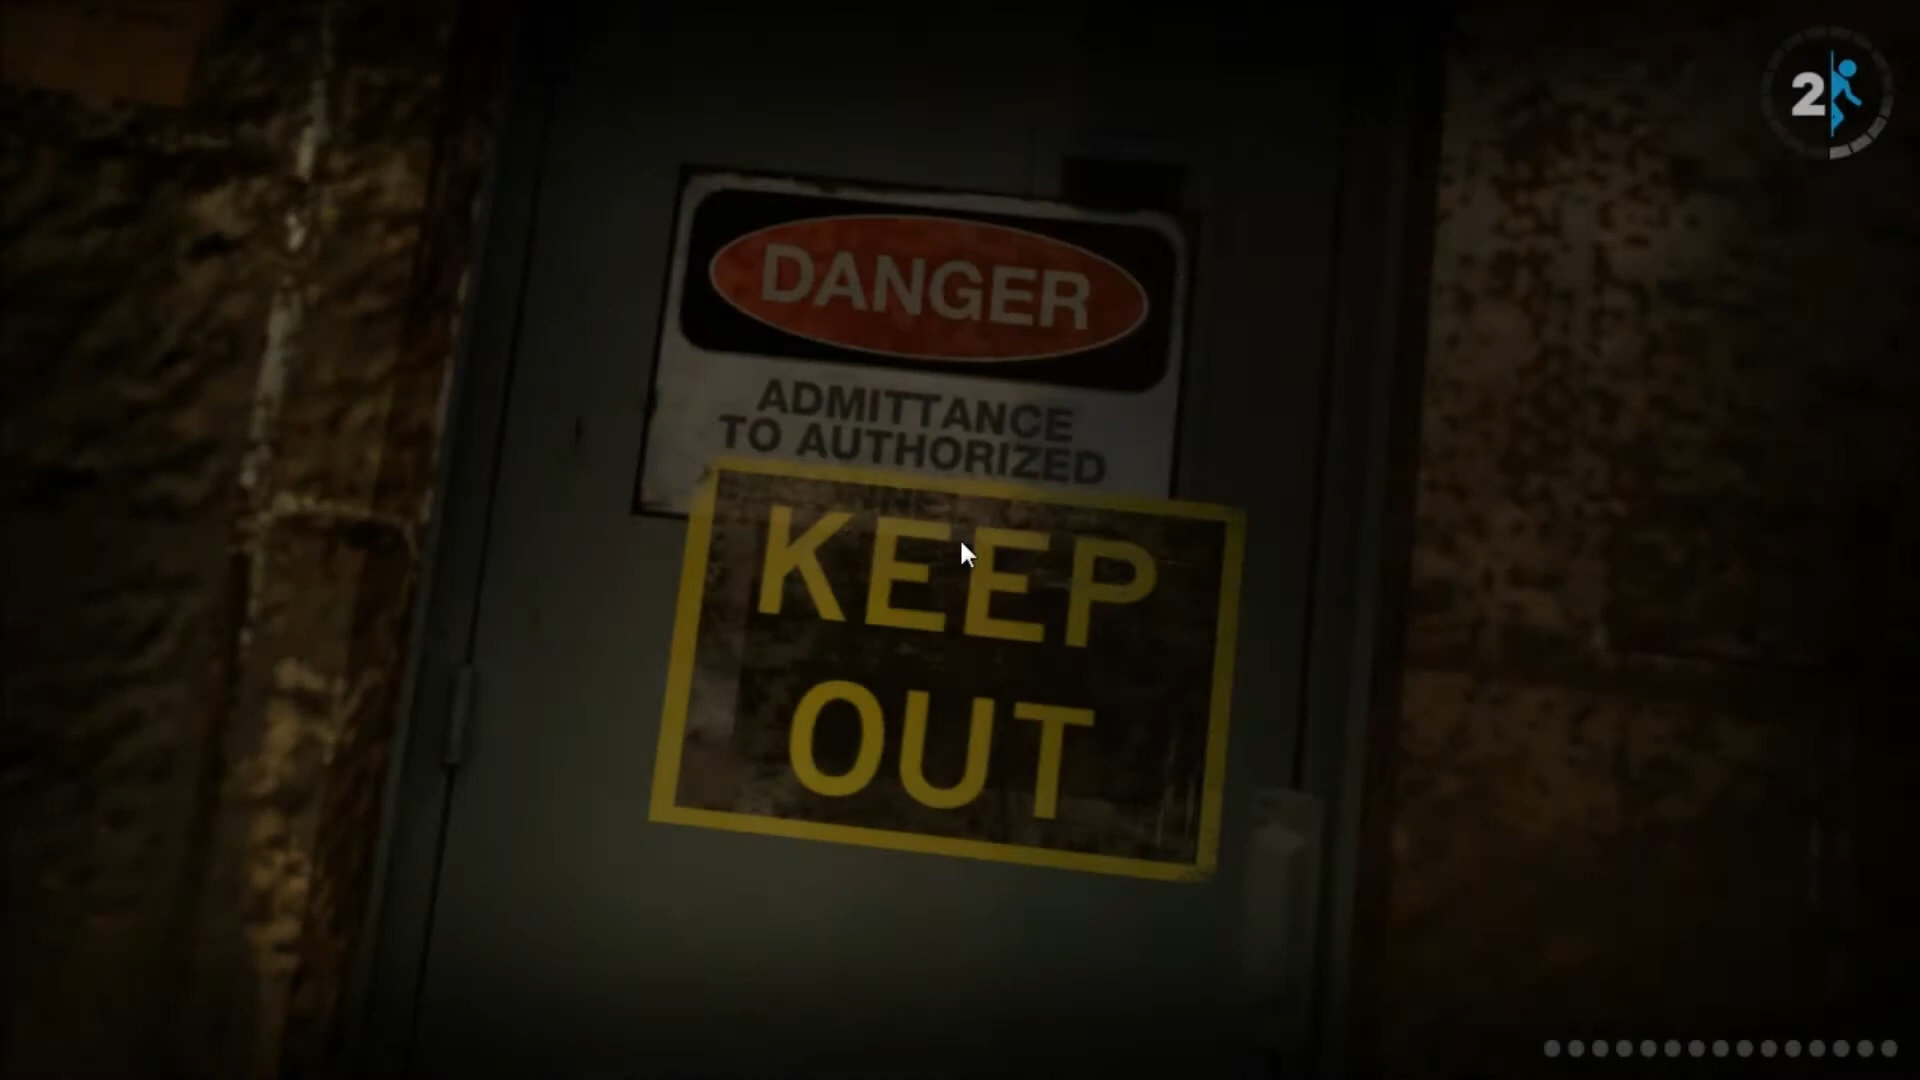 2
DANGER
ADMITTANCE
TO AUTHORIZED
KEEP
OUT